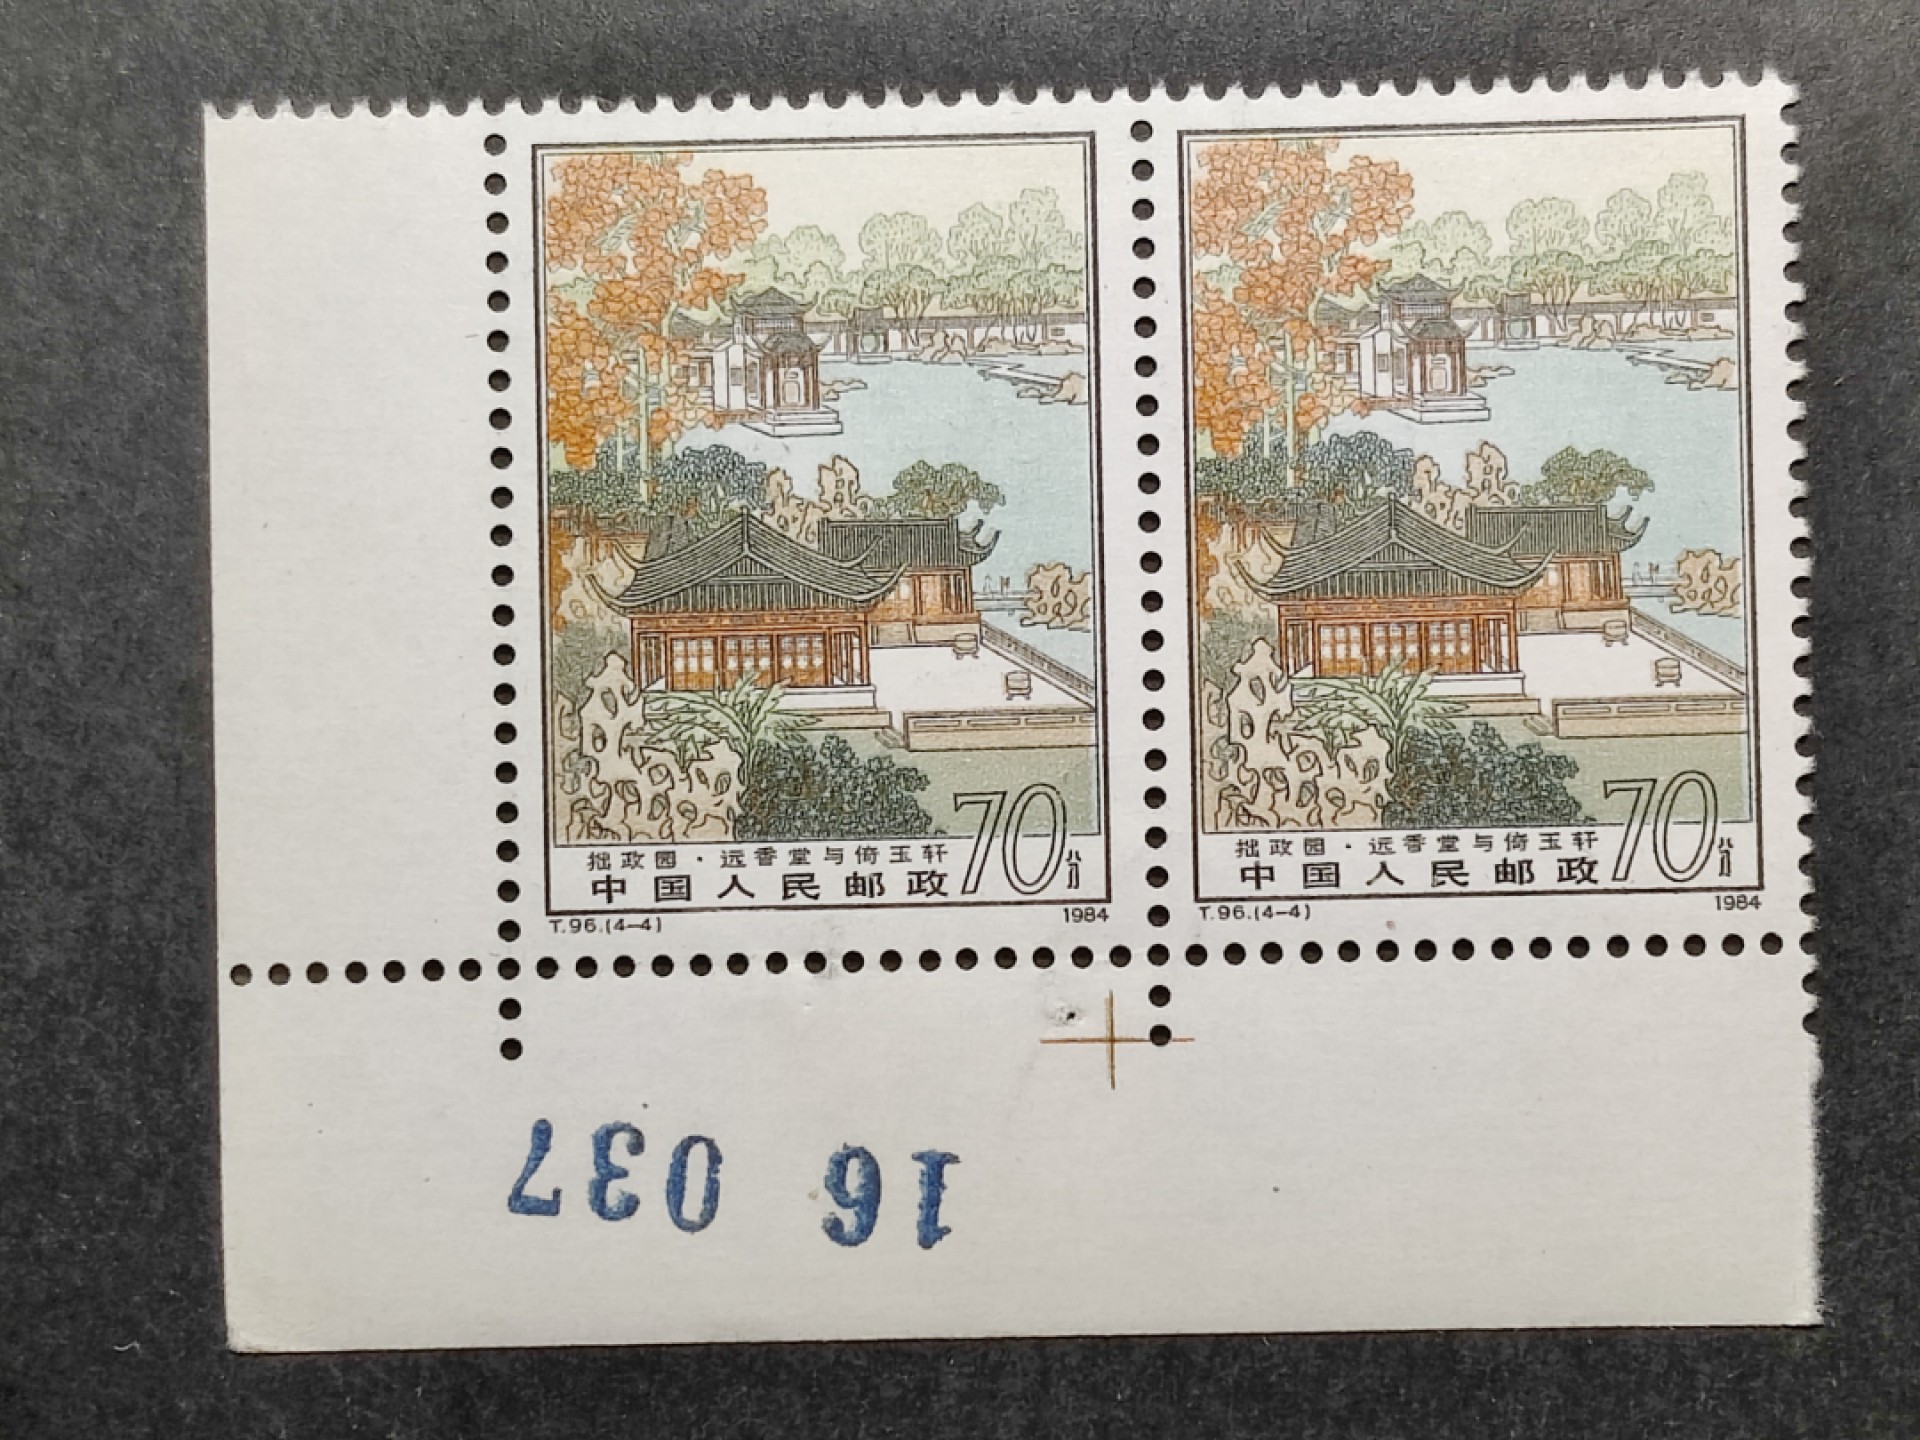 拙政园·远香堂与倚玉轩
中国人民邮政
70分
T.96.(4-4)
1984
拙政园·远香堂与倚玉轩
中国人民邮政
70分
T.96.(4-4)
1984
16 037